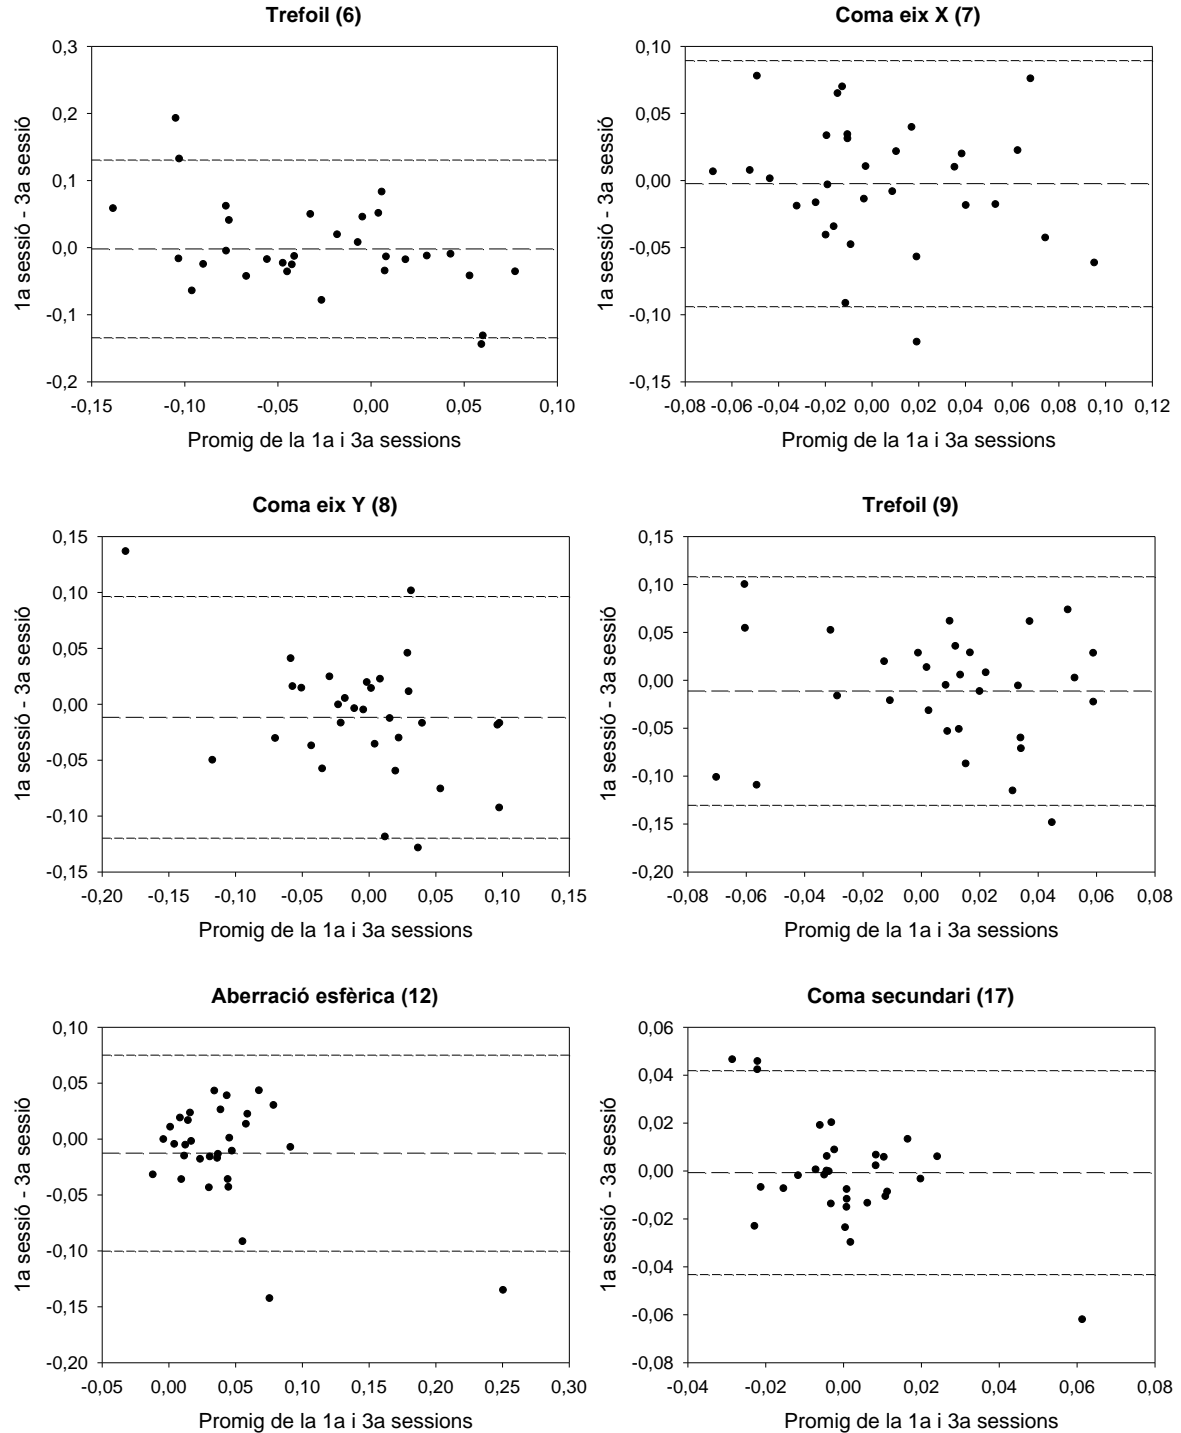 Trefoil (6)
0,3
0,2
0,1
0,0
-0,1
-0,2
-0,15 -0,10 -0,05 0,00 0,05 0,10
1a sessió - 3a sessió
Promig de la 1a i 3a sessions
Coma eix X (7)
0,10
0,05
0,00
-0,05
-0,10
-0,15
-0,08 -0,06 -0,04 -0,02 0,00 0,02 0,04 0,06 0,08 0,10 0,12
1a sessió - 3a sessió
Promig de la 1a i 3a sessions
Coma eix Y (8)
0,15
0,10
0,05
0,00
-0,05
-0,10
-0,15
-0,20 -0,15 -0,10 -0,05 0,00 0,05 0,10 0,15
1a sessió - 3a sessió
Promig de la 1a i 3a sessions
Trefoil (9)
0,15
0,10
0,05
0,00
-0,05
-0,10
-0,15
-0,20
-0,08 -0,06 -0,04 -0,02 0,00 0,02 0,04 0,06 0,08
1a sessió - 3a sessió
Promig de la 1a i 3a sessions
Aberració esfèrica (12)
0,10
0,05
0,00
-0,05
-0,10
-0,15
-0,20
-0,05 0,00 0,05 0,10 0,15 0,20 0,25 0,30
1a sessió - 3a sessió
Promig de la 1a i 3a sessions
Coma secundari (17)
0,06
0,04
0,02
0,00
-0,02
-0,04
-0,06
-0,08
-0,04 -0,02 0,00 0,02 0,04 0,06 0,08
1a sessió - 3a sessió
Promig de la 1a i 3a sessions